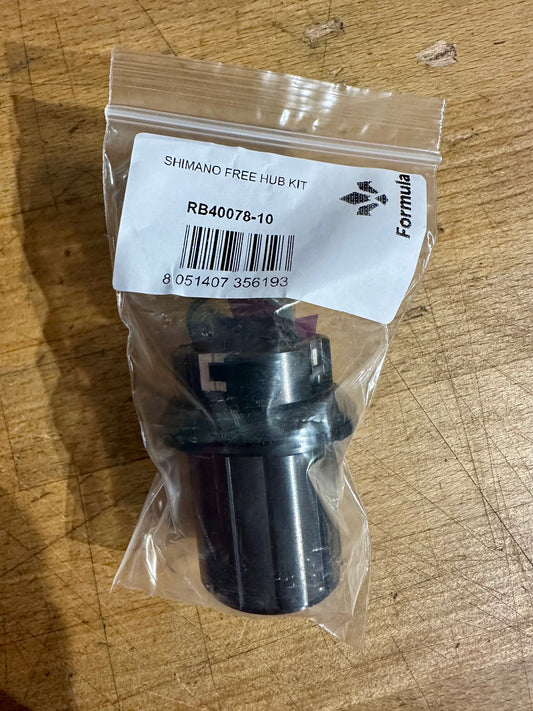 SHIMANO FREE HUB KIT
RB40078-10
8 051407 356193
Formula